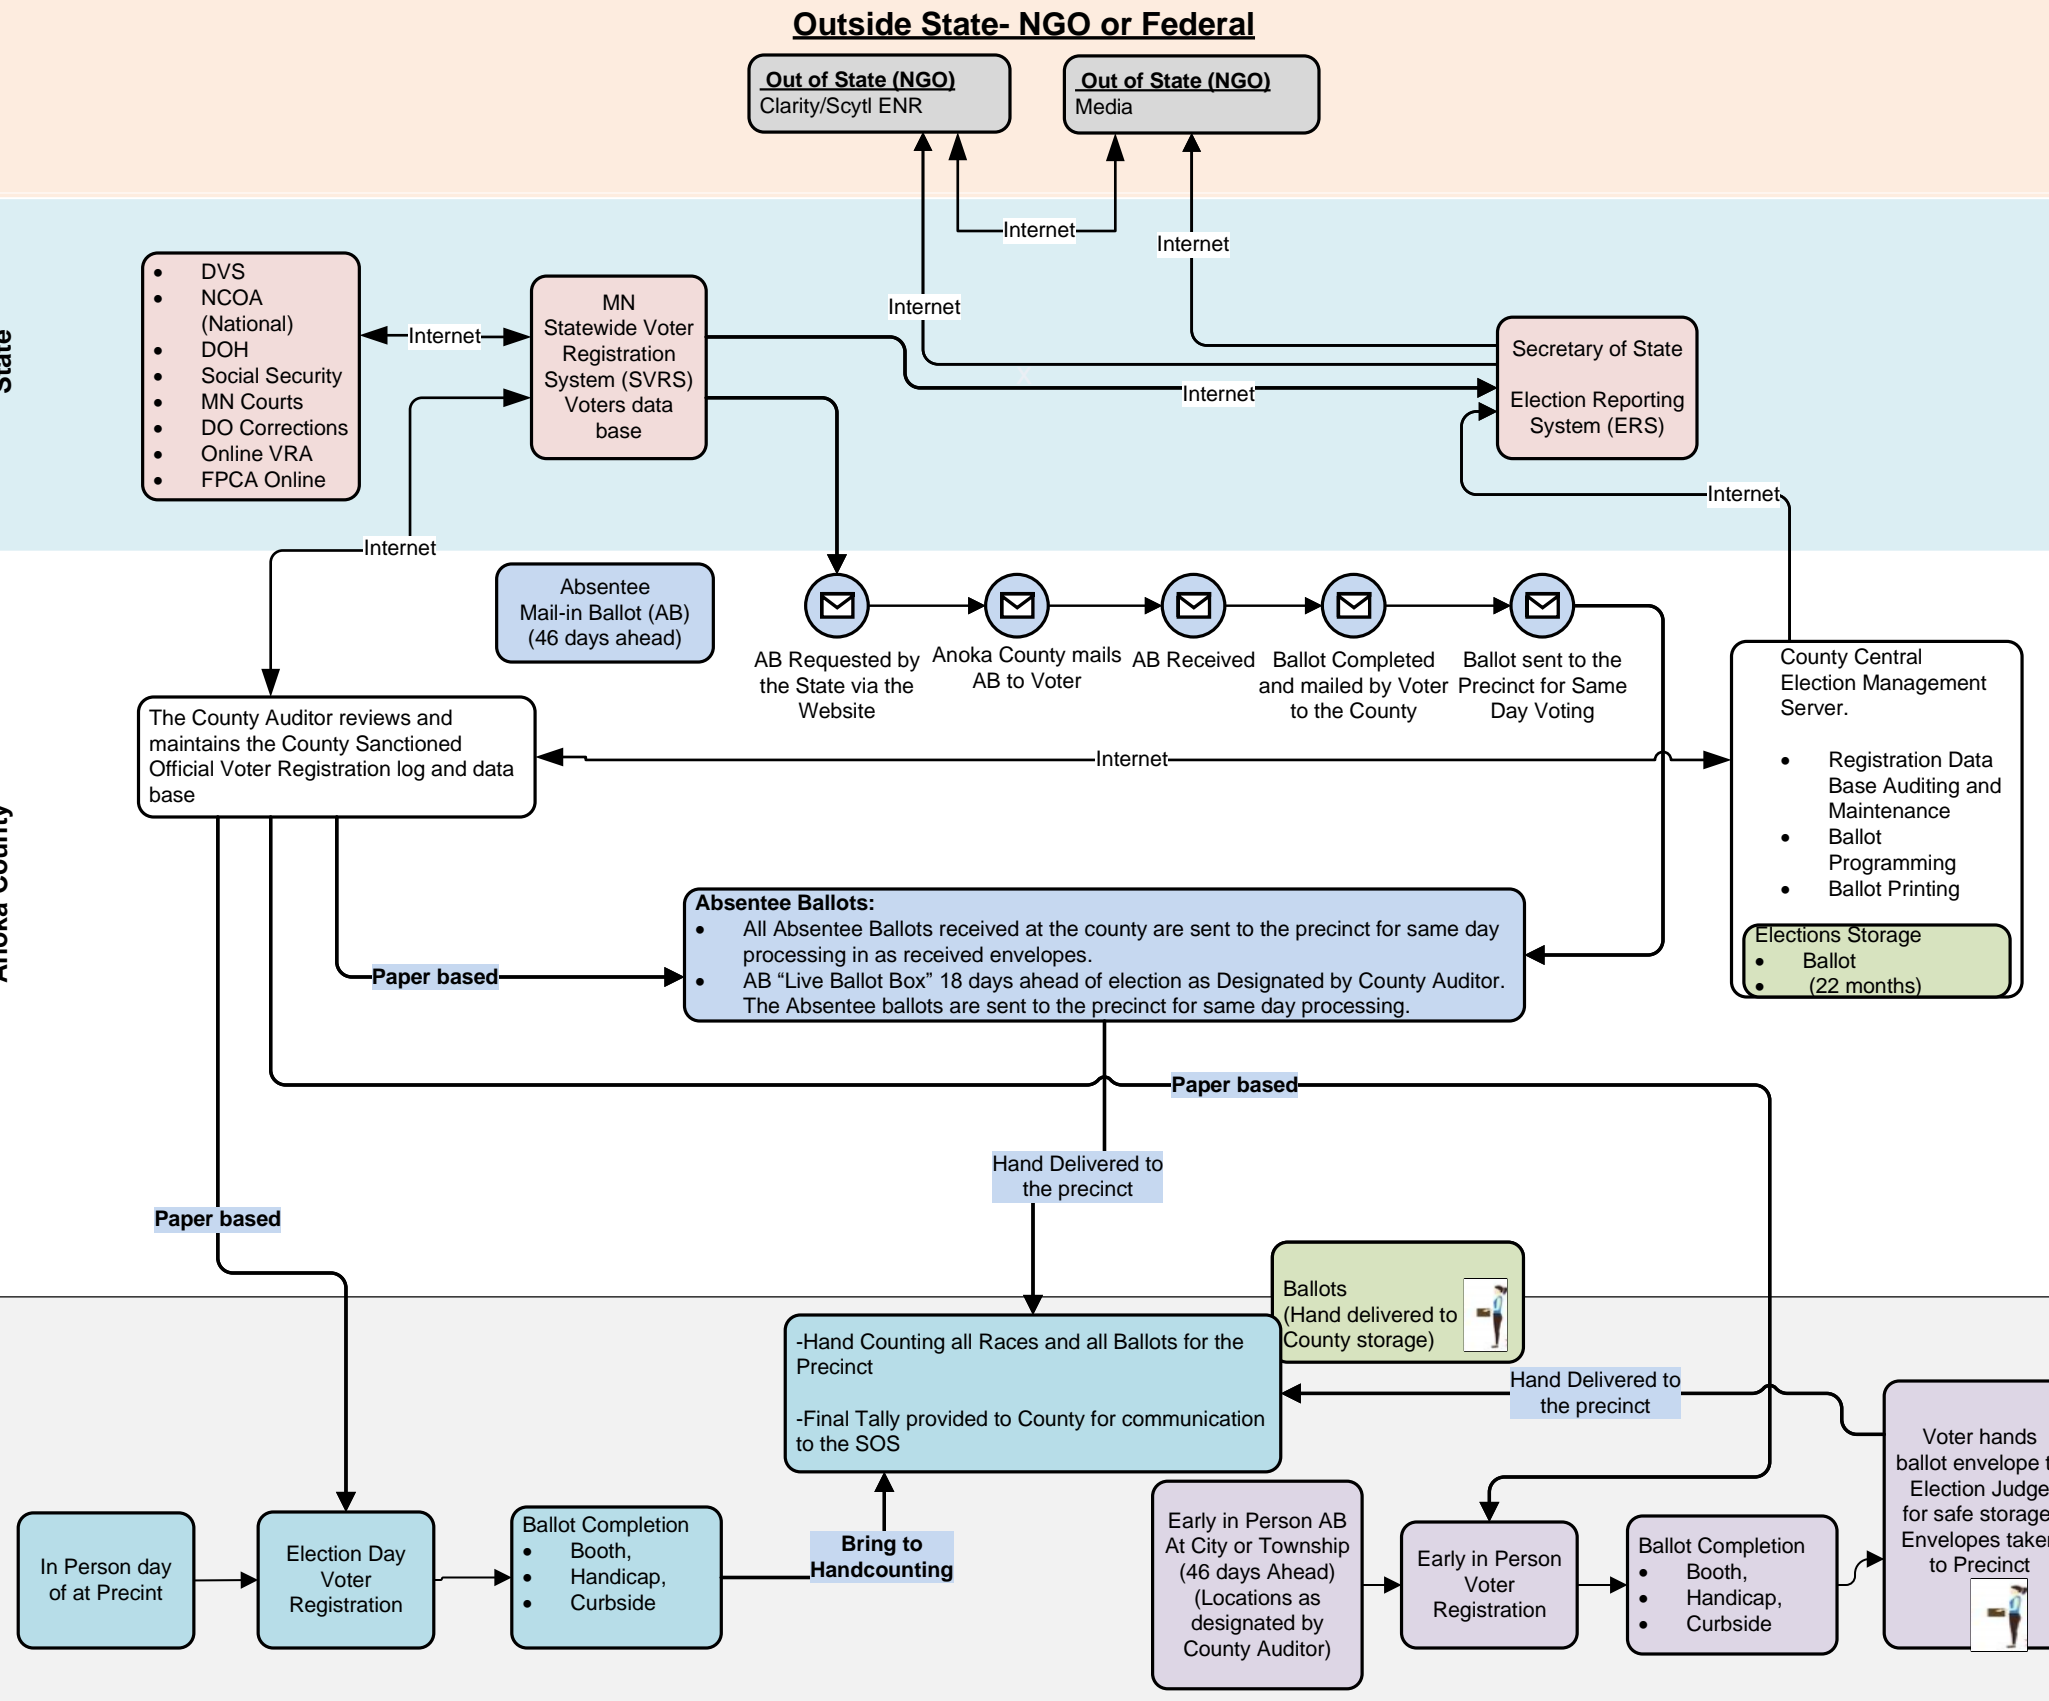 Outside State- NGO or Federal
Out of State (NGO)
Clarity/Scytl ENR
Out of State (NGO)
Media
Internet
Internet
Internet
State
• DVS
• NCOA
(National)
• DOH
• Social Security
• MN Courts
• DO Corrections
• Online VRA
• FPCA Online
Internet
MN
Statewide Voter
Registration
System (SVRS)
Voters data
base
Internet
Secretary of State
Election Reporting
System (ERS)
Internet
Internet
Absentee
Mail-in Ballot (AB)
(46 days ahead)
AB Requested by
the State via the
Website
Anoka County mails
AB to Voter
AB Received
Ballot Completed
and mailed by Voter
to the County
Ballot sent to the
Precinct for Same
Day Voting
Anoka County
The County Auditor reviews and
maintains the County Sanctioned
Official Voter Registration log and data
base
Internet
County Central
Election Management
Server.
• Registration Data
Base Auditing and
Maintenance
• Ballot
Programming
• Ballot Printing
Elections Storage
• Ballot
• (22 months)
Absentee Ballots:
• All Absentee Ballots received at the county are sent to the precinct for same day
processing in as received envelopes.
• AB “Live Ballot Box” 18 days ahead of election as Designated by County Auditor.
The Absentee ballots are sent to the precinct for same day processing.
Paper based
Paper based
Hand Delivered to
the precinct
Paper based
Ballots
(Hand delivered to
County storage)
-Hand Counting all Races and all Ballots for the
Precinct
-Final Tally provided to County for communication
to the SOS
Hand Delivered to
the precinct
Voter hands
ballot envelope t
Election Judge
for safe storage
Envelopes taken
to Precinct
In Person day
of at Precint
Election Day
Voter
Registration
Ballot Completion
• Booth,
• Handicap,
• Curbside
Bring to
Handcounting
Early in Person AB
At City or Township
(46 days Ahead)
(Locations as
designated by
County Auditor)
Early in Person
Voter
Registration
Ballot Completion
• Booth,
• Handicap,
• Curbside